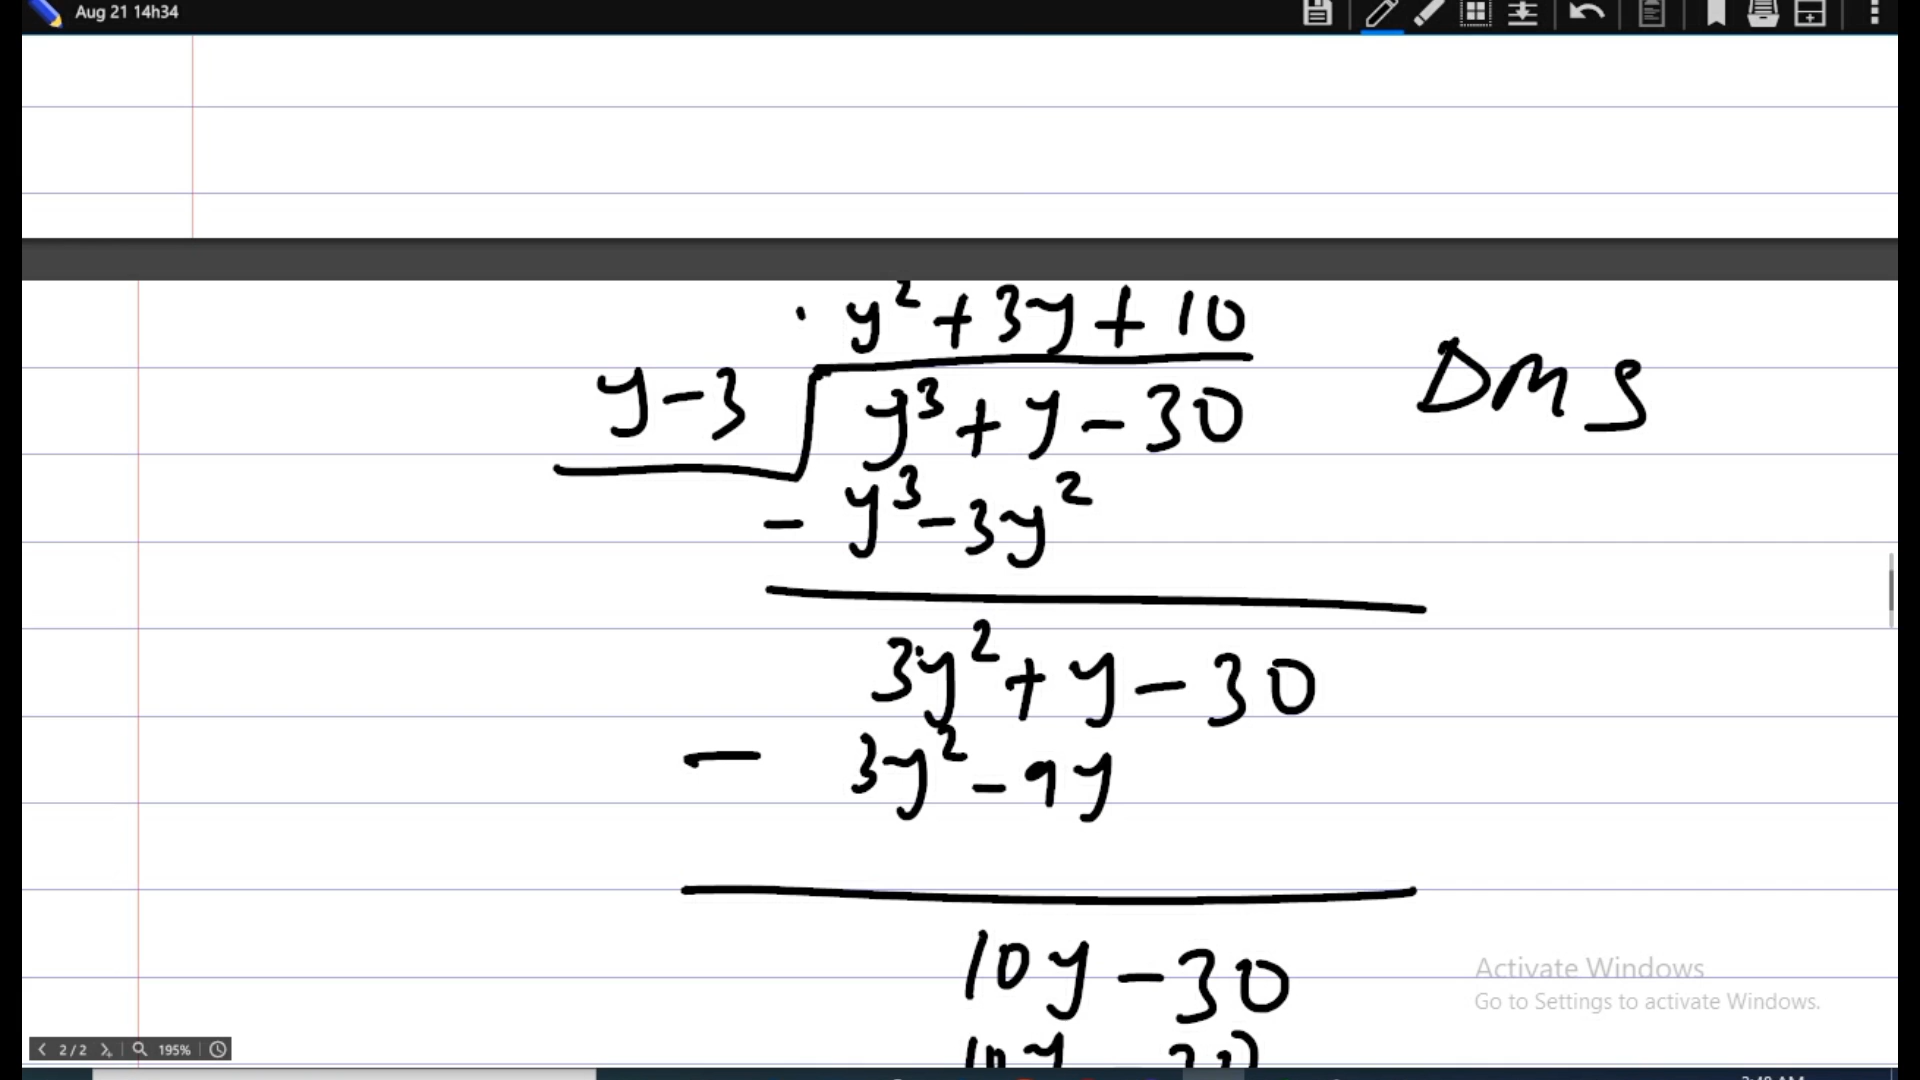 Aug 21 14h34
y² + 3y + 10
y - 3 y³ + y - 30 DMS
- y³ - 3y²
3y² + y - 30
- 3y² - 9y
10y - 30
Activate Windows
Go to Settings to activate Windows.
2/2 195%